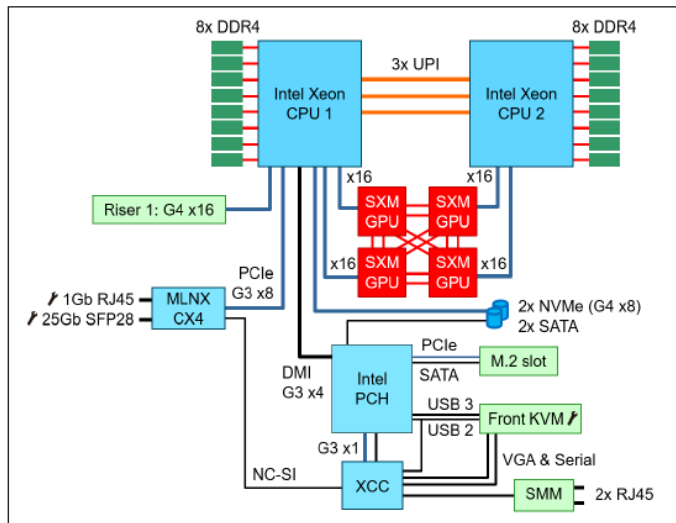 8x DDR4
8x DDR4
3x UPI
Intel Xeon
CPU 1
Intel Xeon
CPU 2
x16
x16
SXM
GPU
SXM
GPU
Riser 1: G4 x16
x16
SXM
GPU
SXM
GPU
x16
PCIe
G3 x8
1Gb RJ45
25Gb SFP28
MLNX
CX4
2x NVMe (G4 x8)
2x SATA
DMI
G3 x4
Intel
PCH
PCIe
SATA
M.2 slot
USB 3
USB 2
Front KVM
G3 x1
VGA & Serial
NC-SI
XCC
SMM
2x RJ45